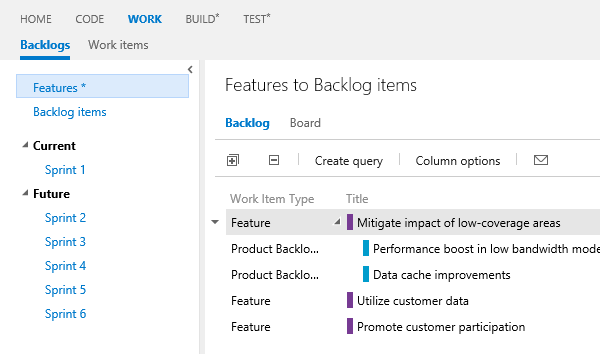 HOME CODE WORK BUILD* TEST*
Backlogs Work items
Features *
Backlog items
Current
Sprint 1
Future
Sprint 2
Sprint 3
Sprint 4
Sprint 5
Sprint 6
Features to Backlog items
Backlog Board
Create query Column options
Work Item Type Title
Feature Mitigate impact of low-coverage areas
Product Backlo... Performance boost in low bandwidth mode
Product Backlo... Data cache improvements
Feature Utilize customer data
Feature Promote customer participation